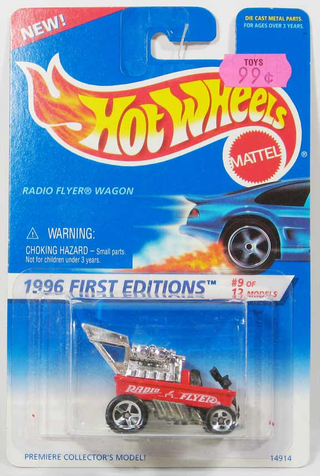 NEW!
DIE CAST METAL PARTS.
FOR AGES OVER 3 YEARS.
TOYS
99¢
Hot Wheels
MATTEL
RADIO FLYER® WAGON
⚠ WARNING:
CHOKING HAZARD – Small parts.
Not for children under 3 years.
1996 FIRST EDITIONS™
#9 OF
12 MODELS
RADIO FLYER
PREMIERE COLLECTOR'S MODEL!
14914